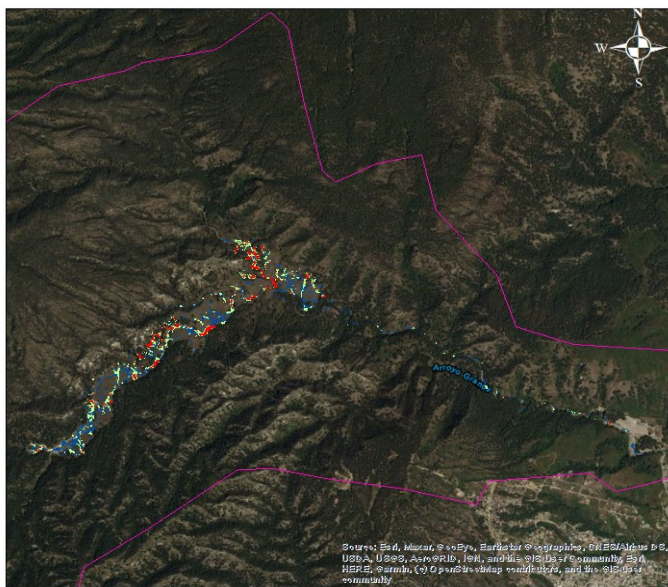 N
W
S
Arroyo Grande
Source: Esri, Maxar, GeoEye, Earthstar Geographics, CNES/Airbus DS,
USDA, USGS, AeroGRID, IGN, and the GIS User Community, Esri,
HERE, Garmin, (c) OpenStreetMap contributors, and the GIS user
community